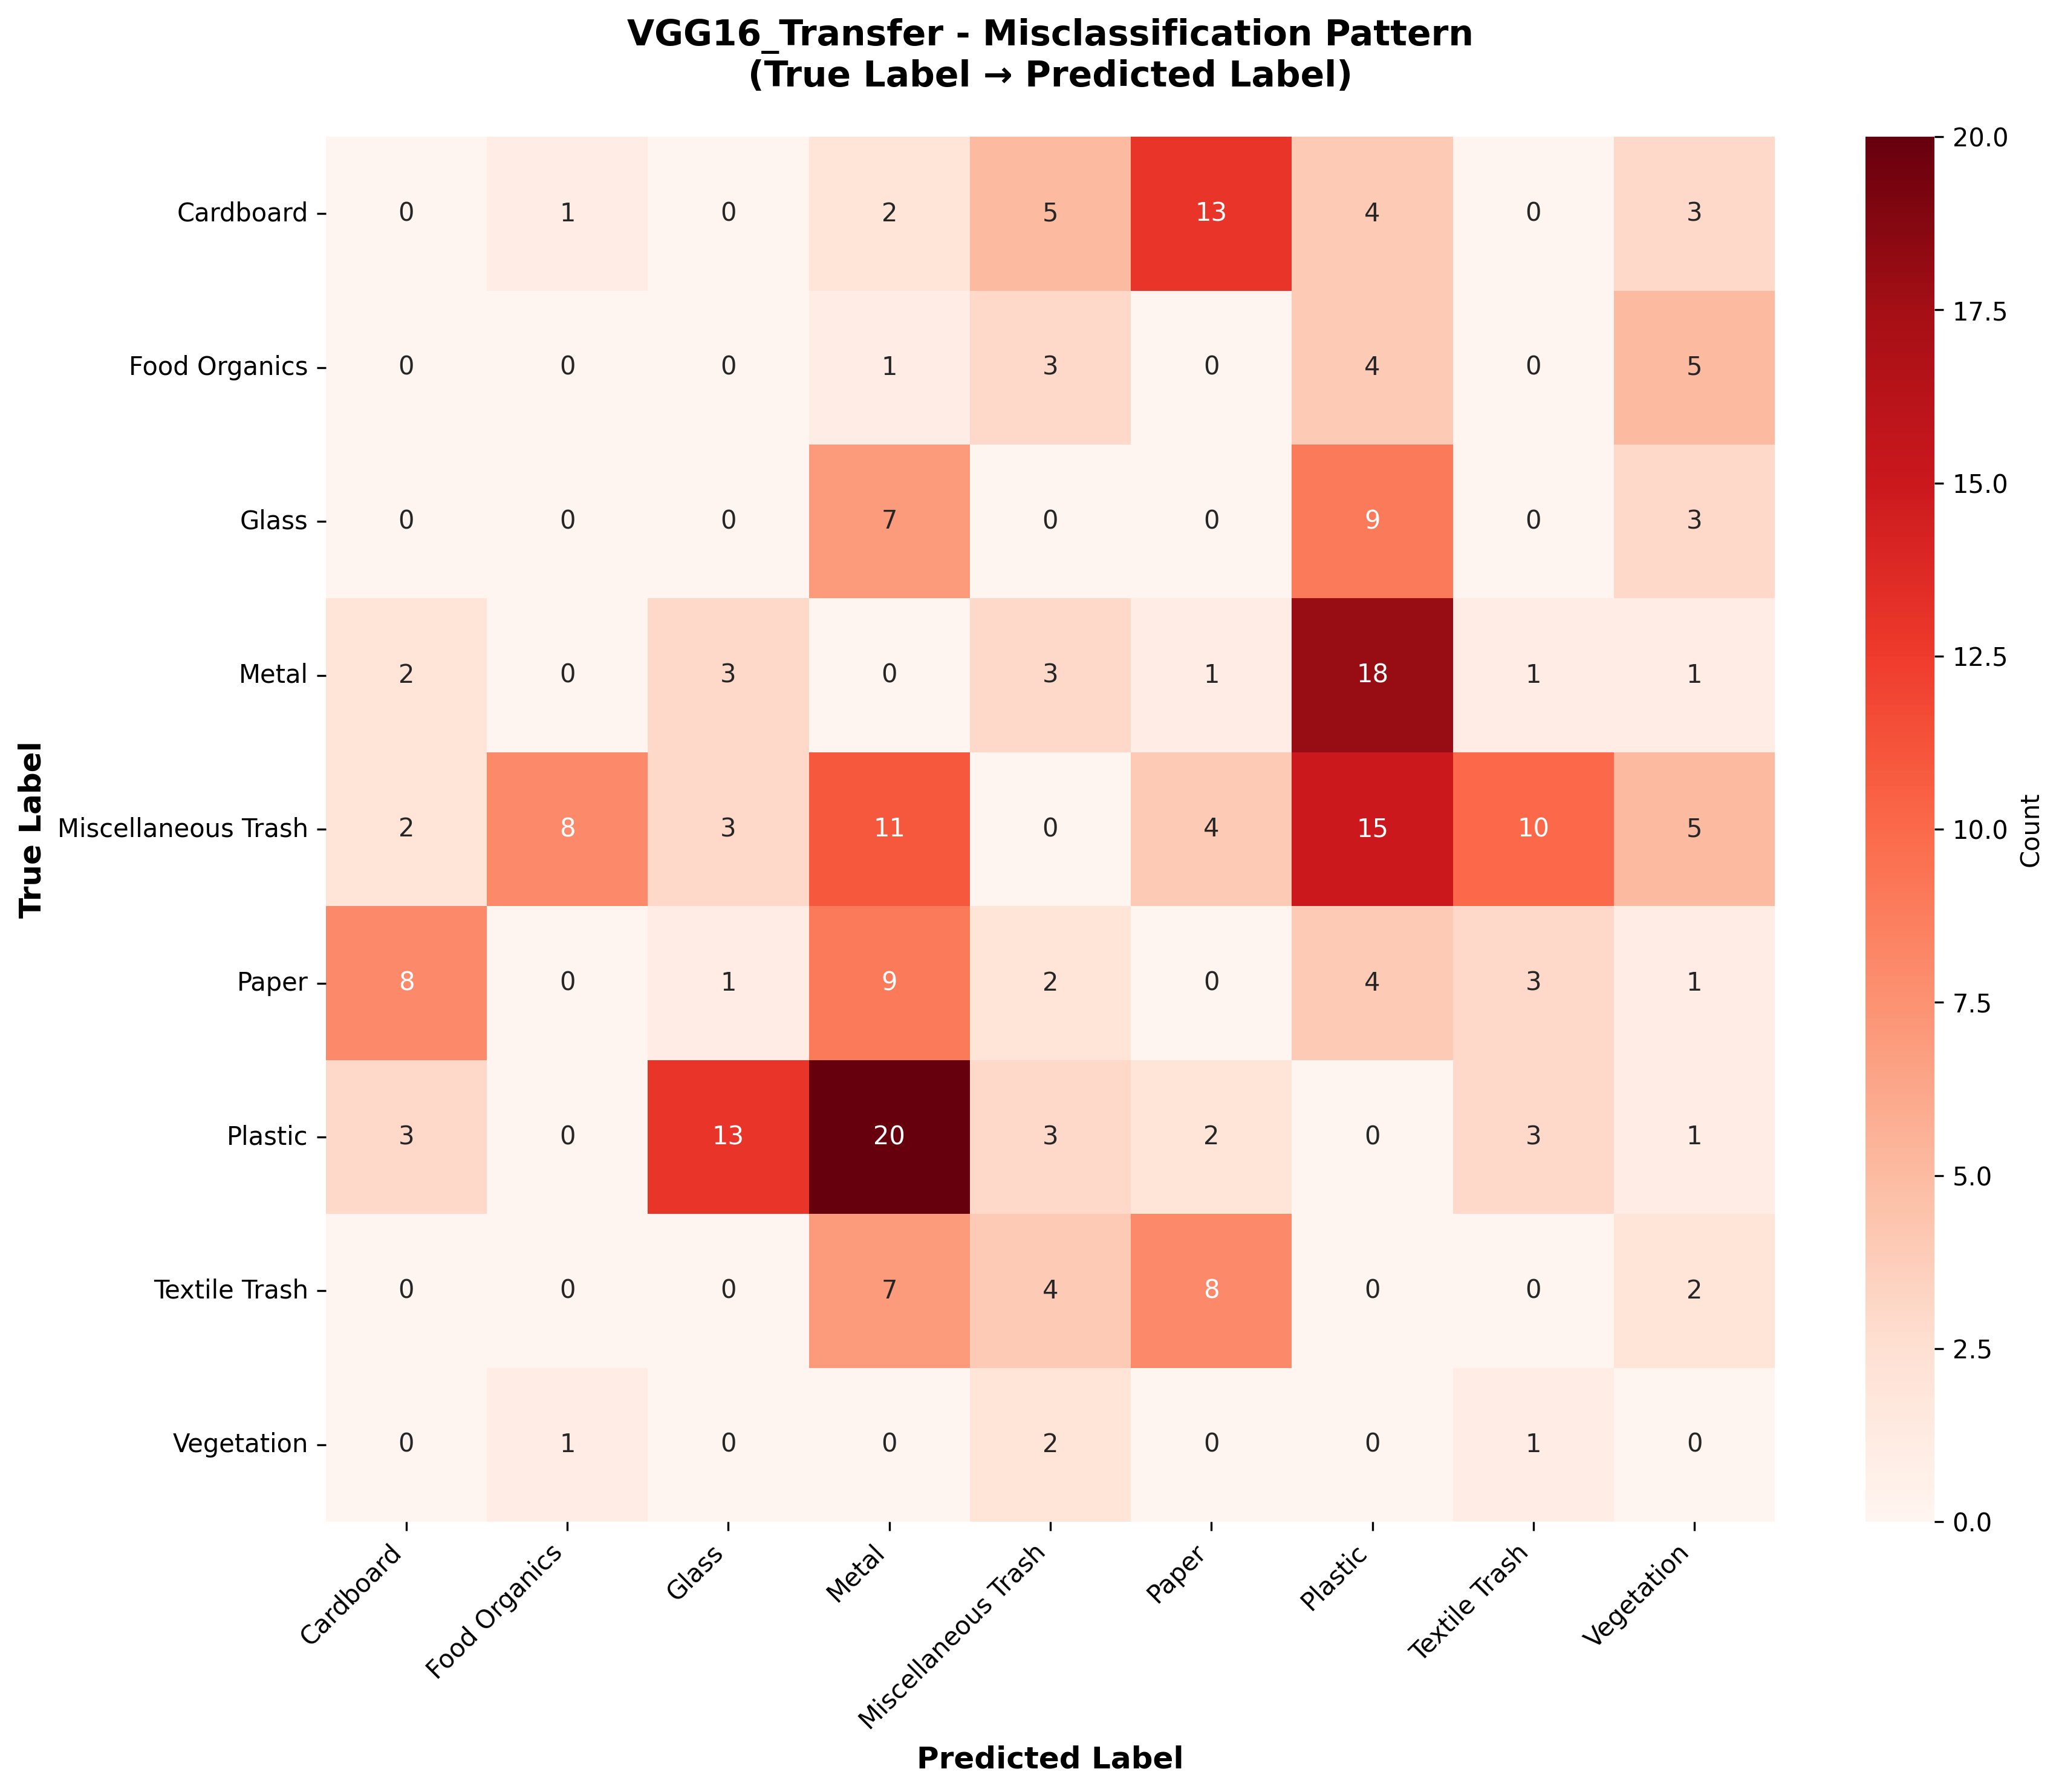 VGG16_Transfer - Misclassification Pattern
(True Label → Predicted Label)
Cardboard 0 1 0 2 5 13 4 0 3
Food Organics 0 0 0 1 3 0 4 0 5
Glass 0 0 0 7 0 0 9 0 3
Metal 2 0 3 0 3 1 18 1 1
Miscellaneous Trash 2 8 3 11 0 4 15 10 5
Paper 8 0 1 9 2 0 4 3 1
Plastic 3 0 13 20 3 2 0 3 1
Textile Trash 0 0 0 7 4 8 0 0 2
Vegetation 0 1 0 0 2 0 0 1 0
True Label
Cardboard
Food Organics
Glass
Metal
Miscellaneous Trash
Paper
Plastic
Textile Trash
Vegetation
Predicted Label
20.0
17.5
15.0
12.5
10.0
7.5
5.0
2.5
0.0
Count